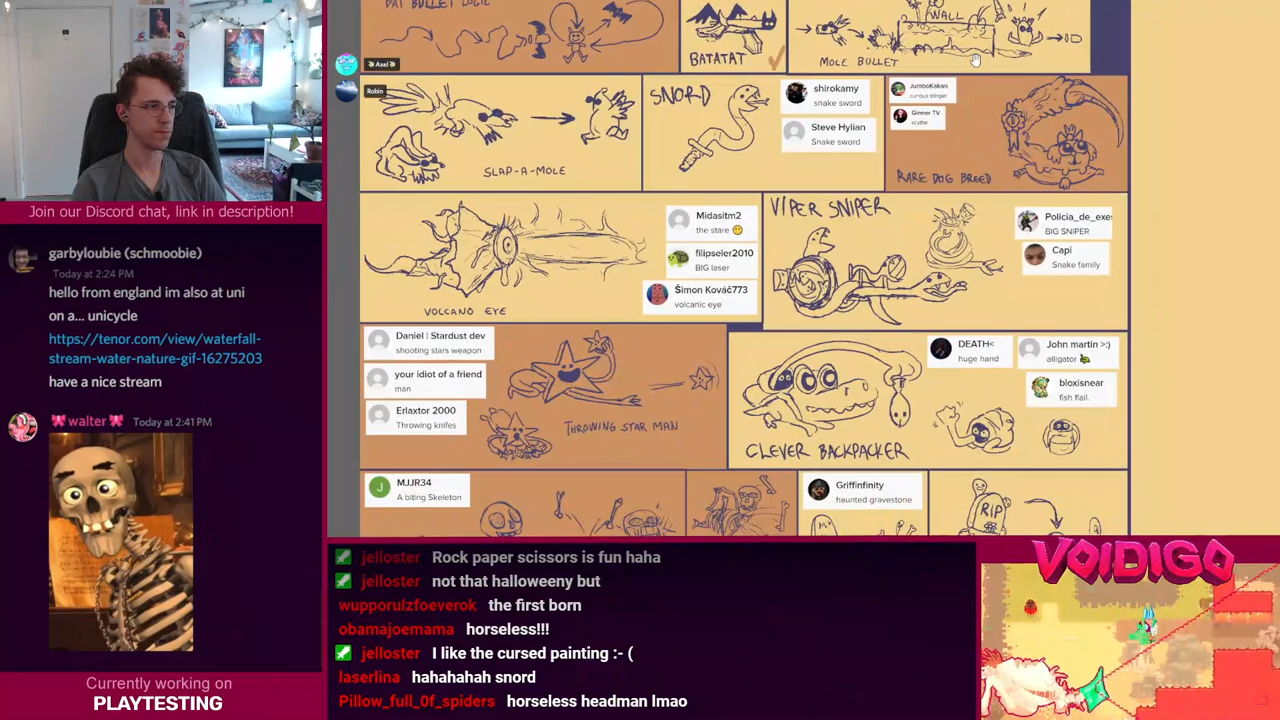 BAT BULLET LOGIC
BATATAT
WALL
MOLE BULLET
Axel
Robin
SLAP-A-MOLE
SNORD
shirokamy
snake sword
Steve Hylian
Snake sword
JumboKakan
curious stinger
Ginner TV
scythe
RARE DOG BREED
Midasitm2
the stare
filipseler2010
BIG laser
Šimon Kováč773
volcanic eye
VOLCANO EYE
VIPER SNIPER
Policia_de_exes
BIG SNIPER
Capi
Snake family
Daniel | Stardust dev
shooting stars weapon
your idiot of a friend
man
Erlaxtor 2000
Throwing knifes
THROWING STAR MAN
DEATH<
huge hand
John martin >:)
alligator
bloxisnear
fish flail.
CLEVER BACKPACKER
J
MJJR34
A biting Skeleton
Griffinfinity
haunted gravestone
RIP
Join our Discord chat, link in description!
garbyloubie (schmoobie)
Today at 2:24 PM
hello from england im also at uni
on a... unicycle
https://tenor.com/view/waterfall-
stream-water-nature-gif-16275203
have a nice stream
walter Today at 2:41 PM
Currently working on
PLAYTESTING
jelloster Rock paper scissors is fun haha
jelloster not that halloweeny but
wupporulzfoeverok the first born
obamajoemama horseless!!!
jelloster I like the cursed painting :- (
laserlina hahahahah snord
Pillow_full_0f_spiders horseless headman lmao
VOIDIGO